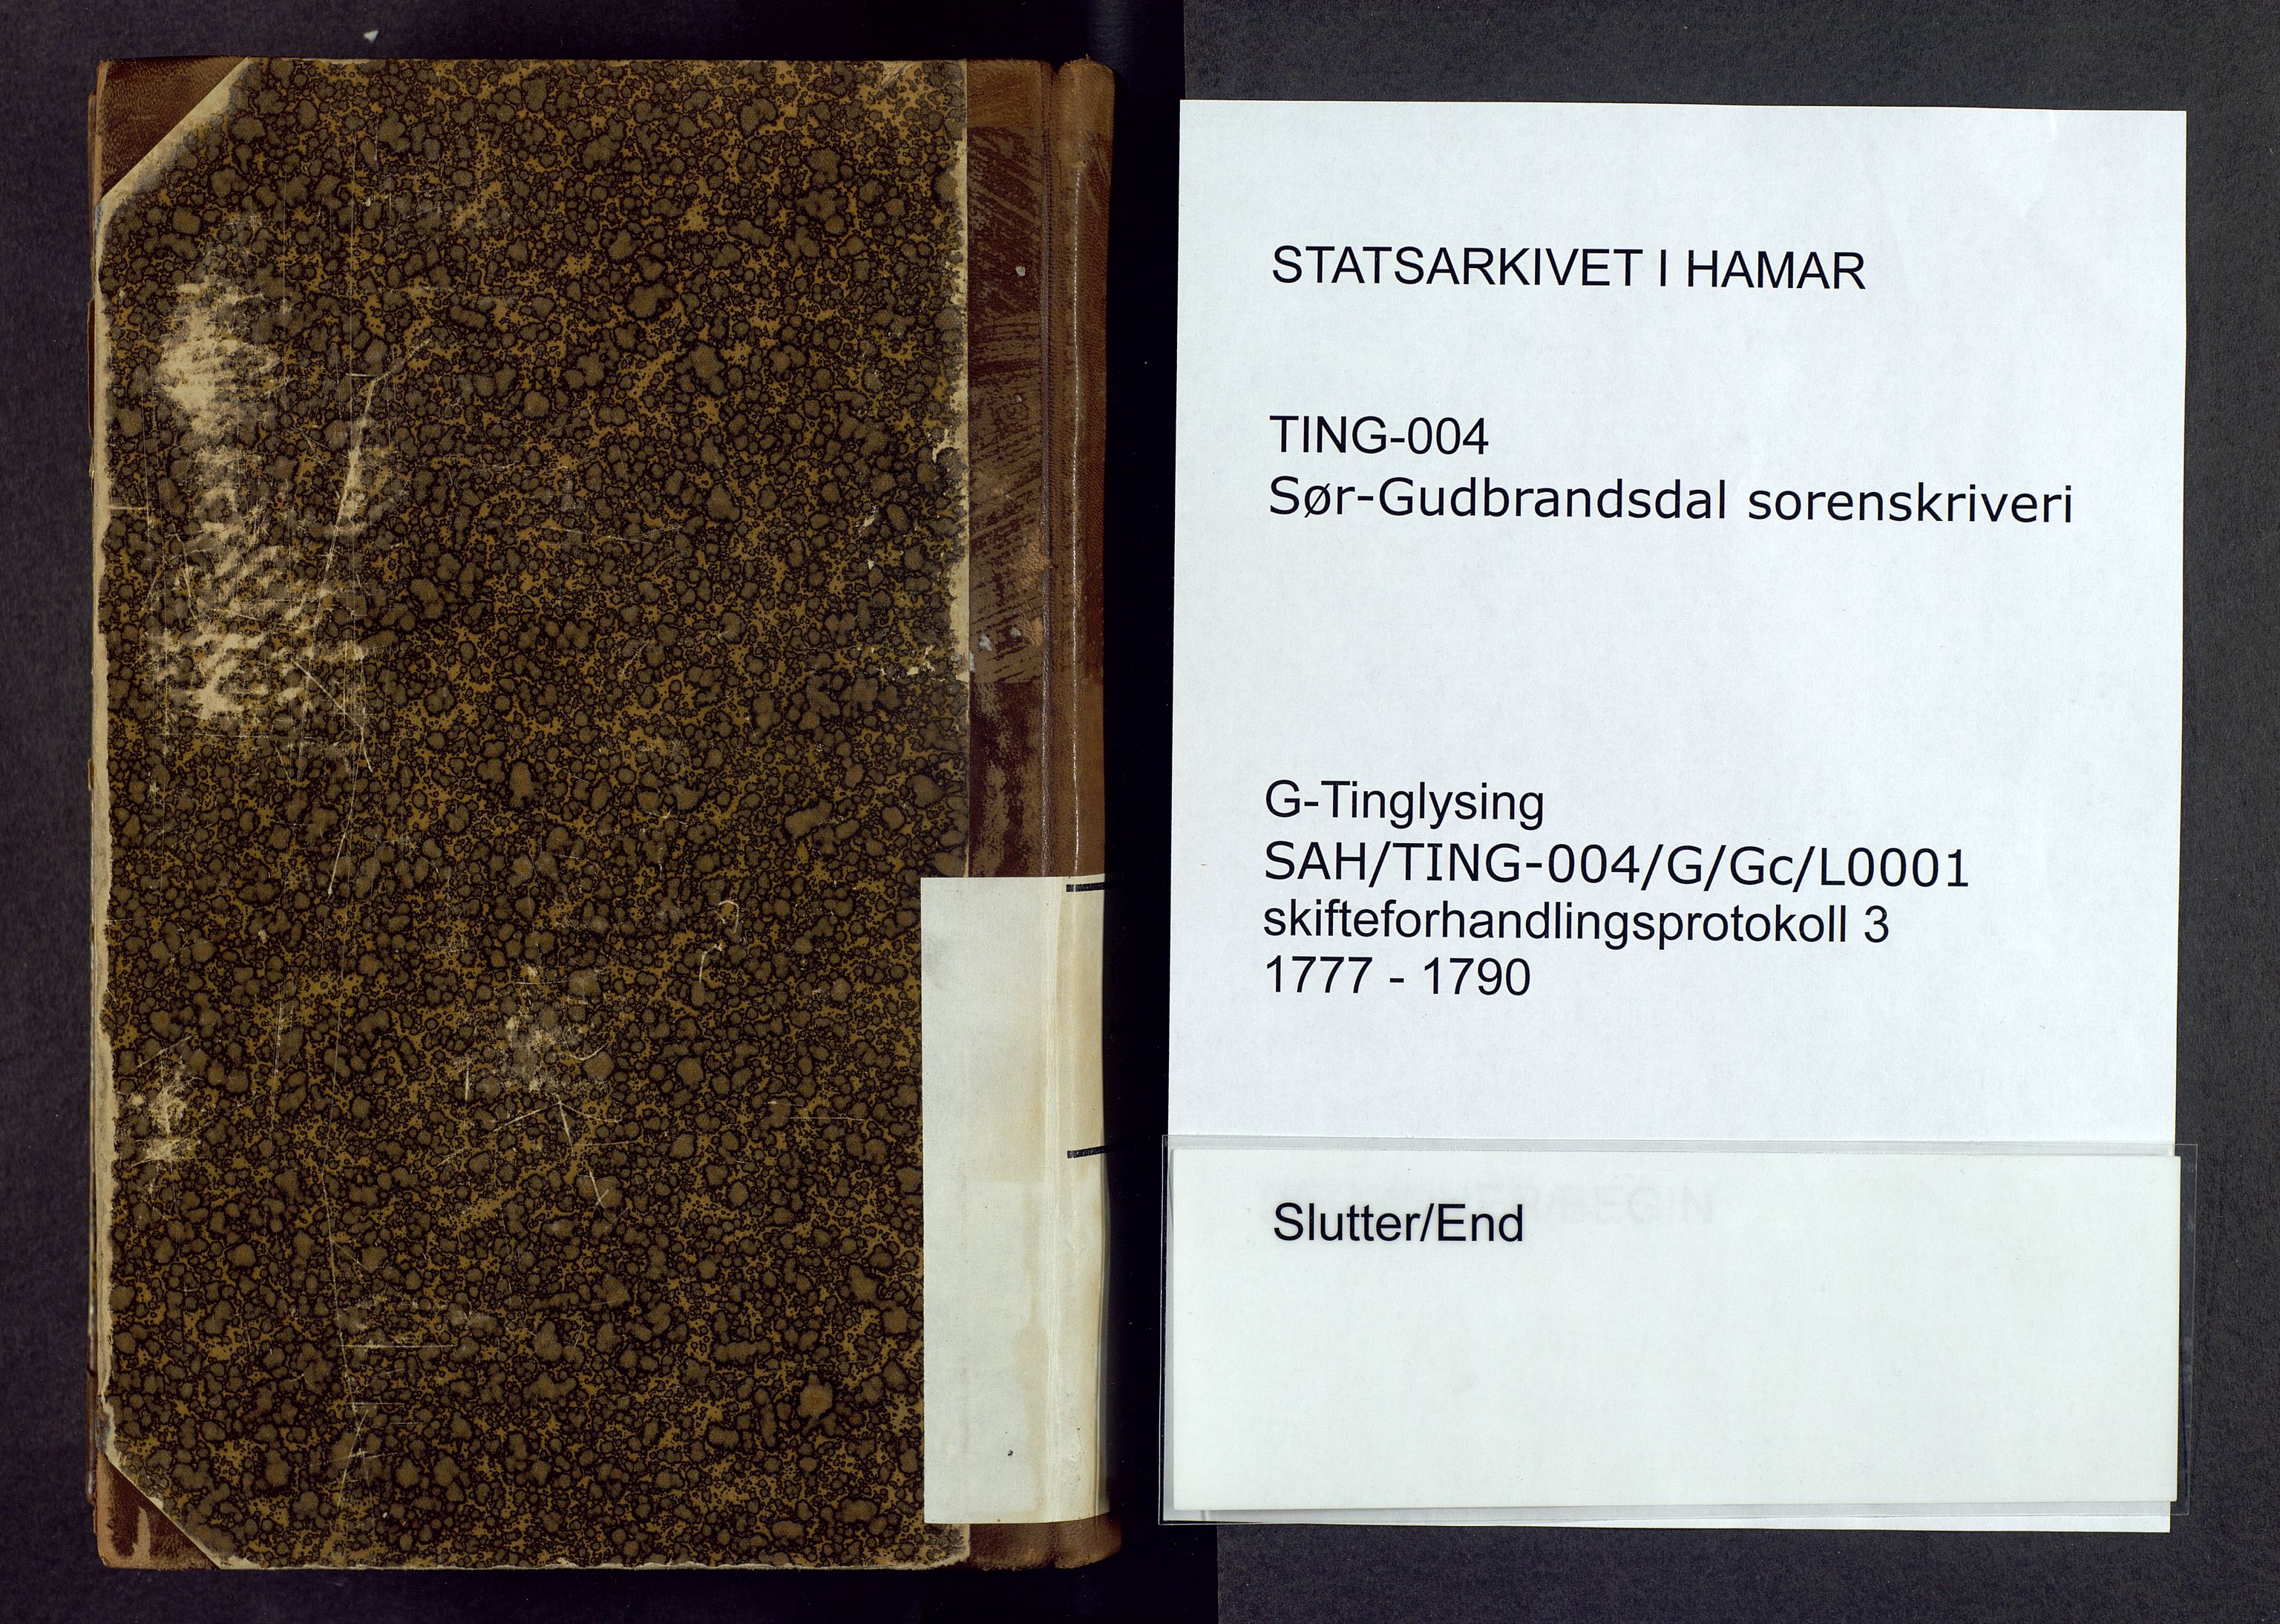 STATSARKIVET I HAMAR
TING-004
Sør-Gudbrandsdal sorenskriveri
G-Tinglysing
SAH/TING-004/G/Gc/L0001
skifteforhandlingsprotokoll 3
1777 - 1790
Slutter/End